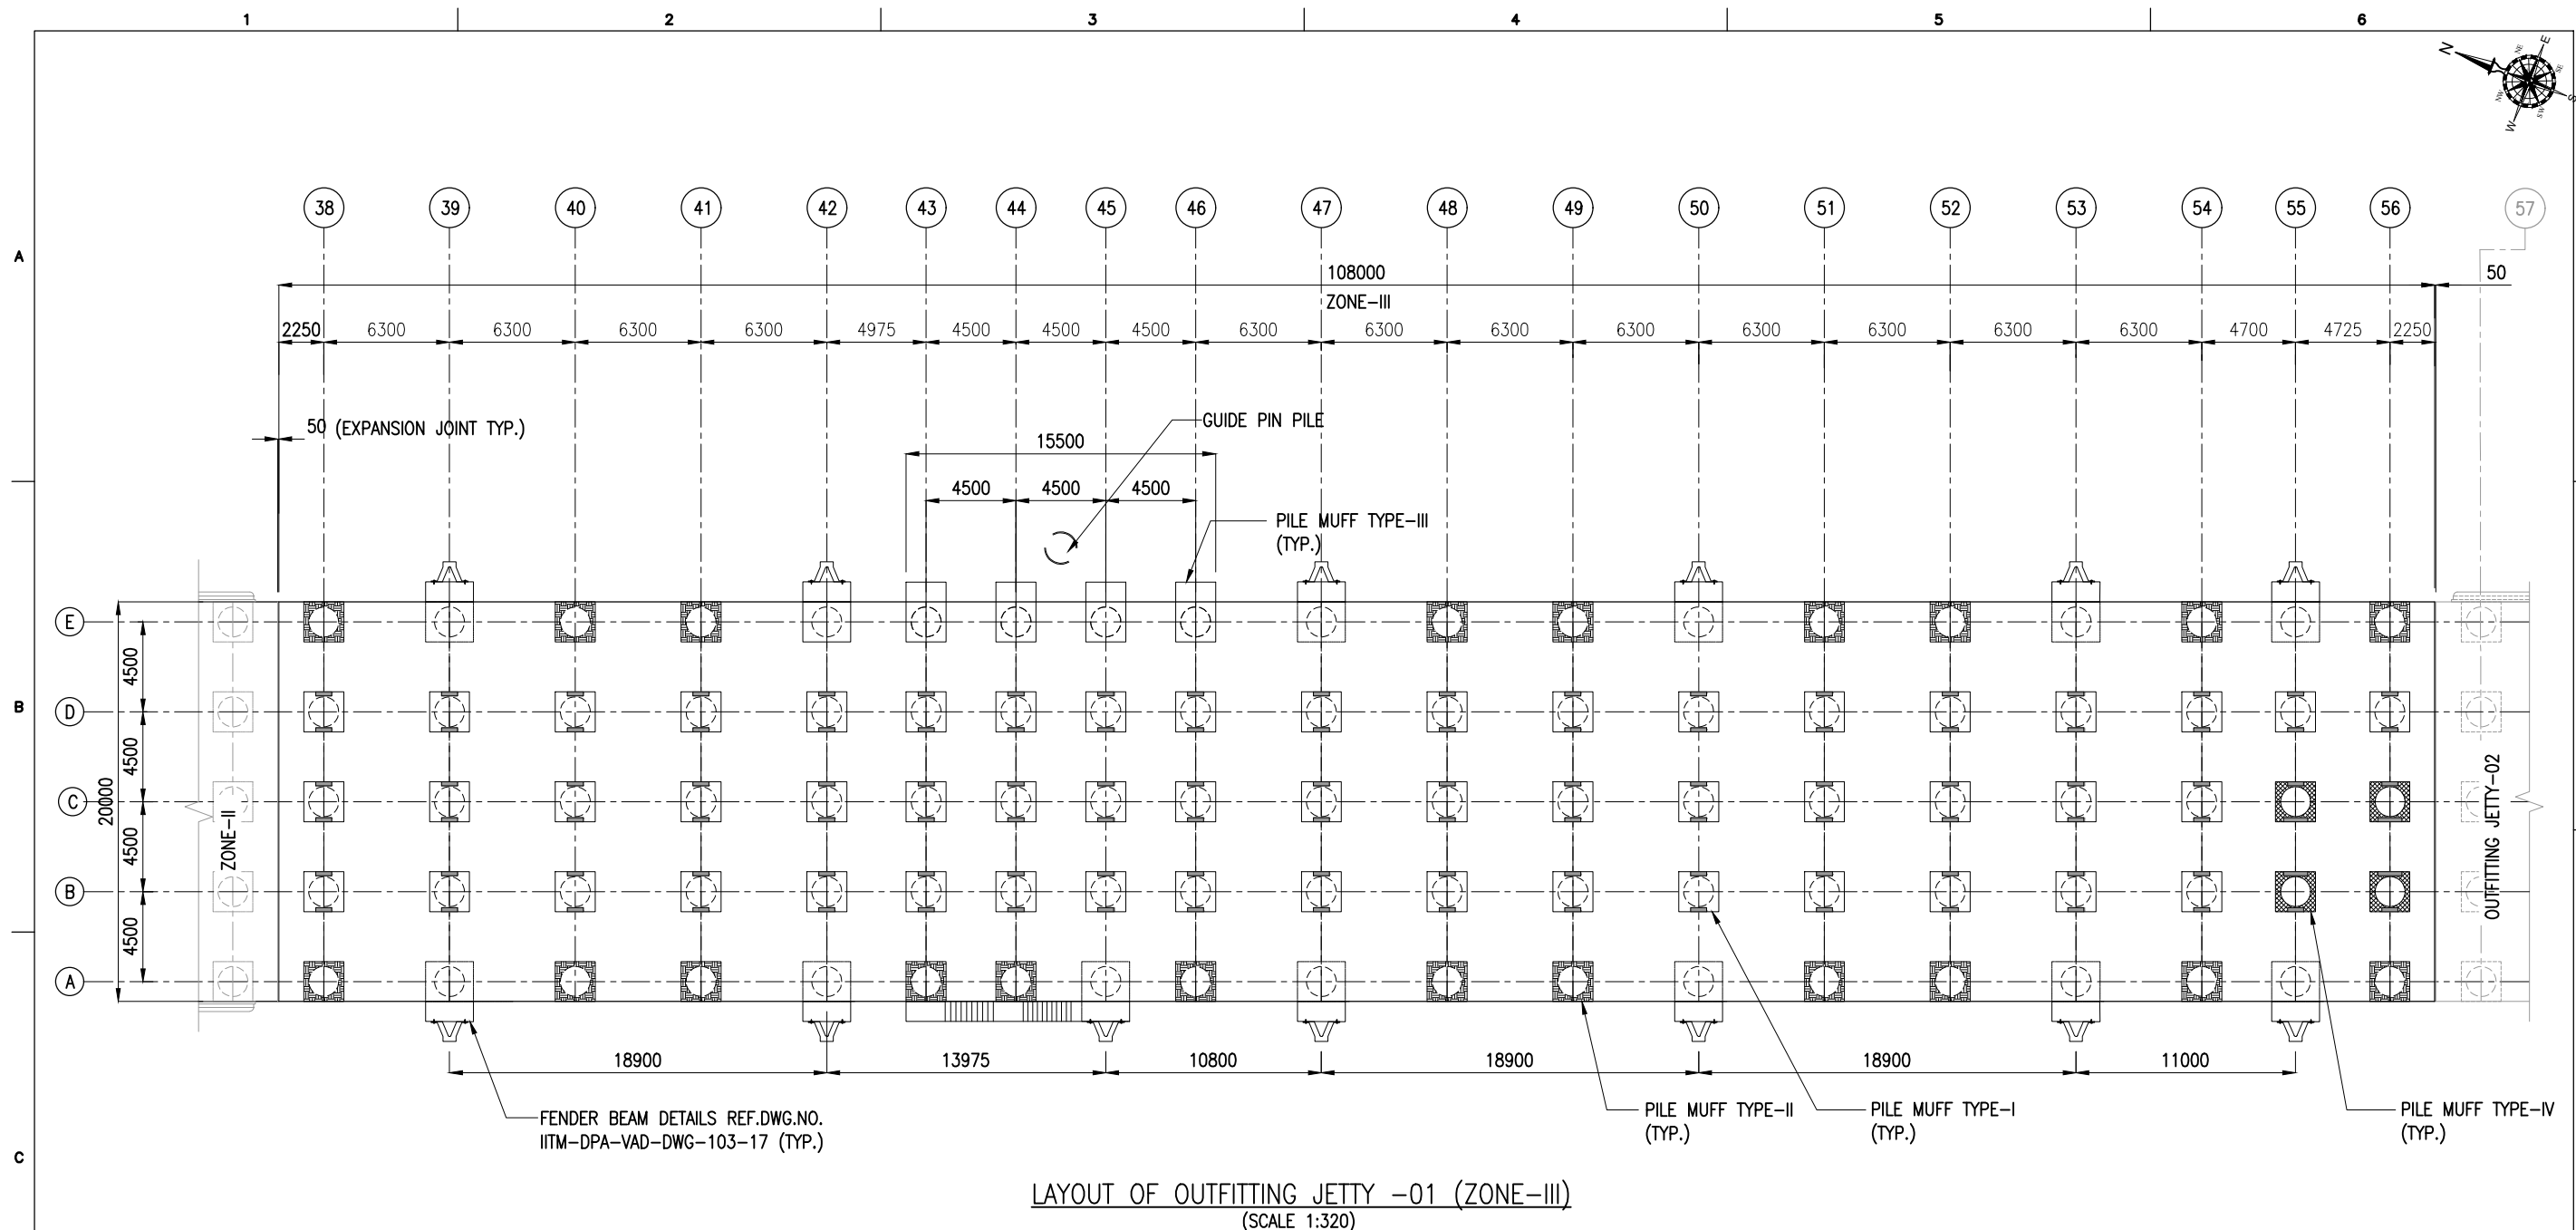 1 2 3 4 5 6
N NE E SE S SW W NW
38 39 40 41 42 43 44 45 46 47 48 49 50 51 52 53 54 55 56 57
A
108000 50
ZONE-III
2250 6300 6300 6300 6300 4975 4500 4500 4500 6300 6300 6300 6300 6300 6300 6300 6300 4700 4725 2250
50 (EXPANSION JOINT TYP.)
GUIDE PIN PILE
15500
4500 4500 4500
PILE MUFF TYPE-III
(TYP.)
E
4500
B
D
4500
C
20000
ZONE-II
OUTFITTING JETTY-02
4500
B
4500
A
18900 13975 10800 18900 18900 11000
FENDER BEAM DETAILS REF.DWG.NO.
IITM-DPA-VAD-DWG-103-17 (TYP.)
PILE MUFF TYPE-II
(TYP.)
PILE MUFF TYPE-I
(TYP.)
PILE MUFF TYPE-IV
(TYP.)
C
LAYOUT OF OUTFITTING JETTY -01 (ZONE-III)
(SCALE 1:320)